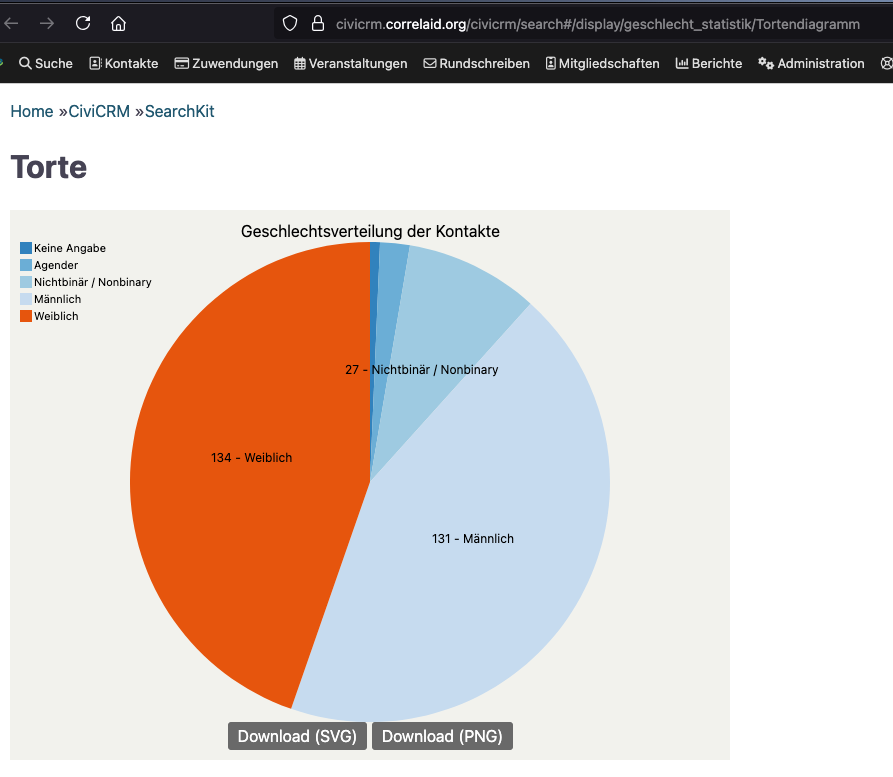 civicrm.correlaid.org/civicrm/search#/display/geschlecht_statistik/Tortendiagramm
Suche Kontakte Zuwendungen Veranstaltungen Rundschreiben Mitgliedschaften Berichte Administration
Home »CiviCRM »SearchKit
Torte
Geschlechtsverteilung der Kontakte
Keine Angabe
Agender
Nichtbinär / Nonbinary
Männlich
Weiblich
27 - Nichtbinär / Nonbinary
134 - Weiblich
131 - Männlich
Download (SVG) Download (PNG)